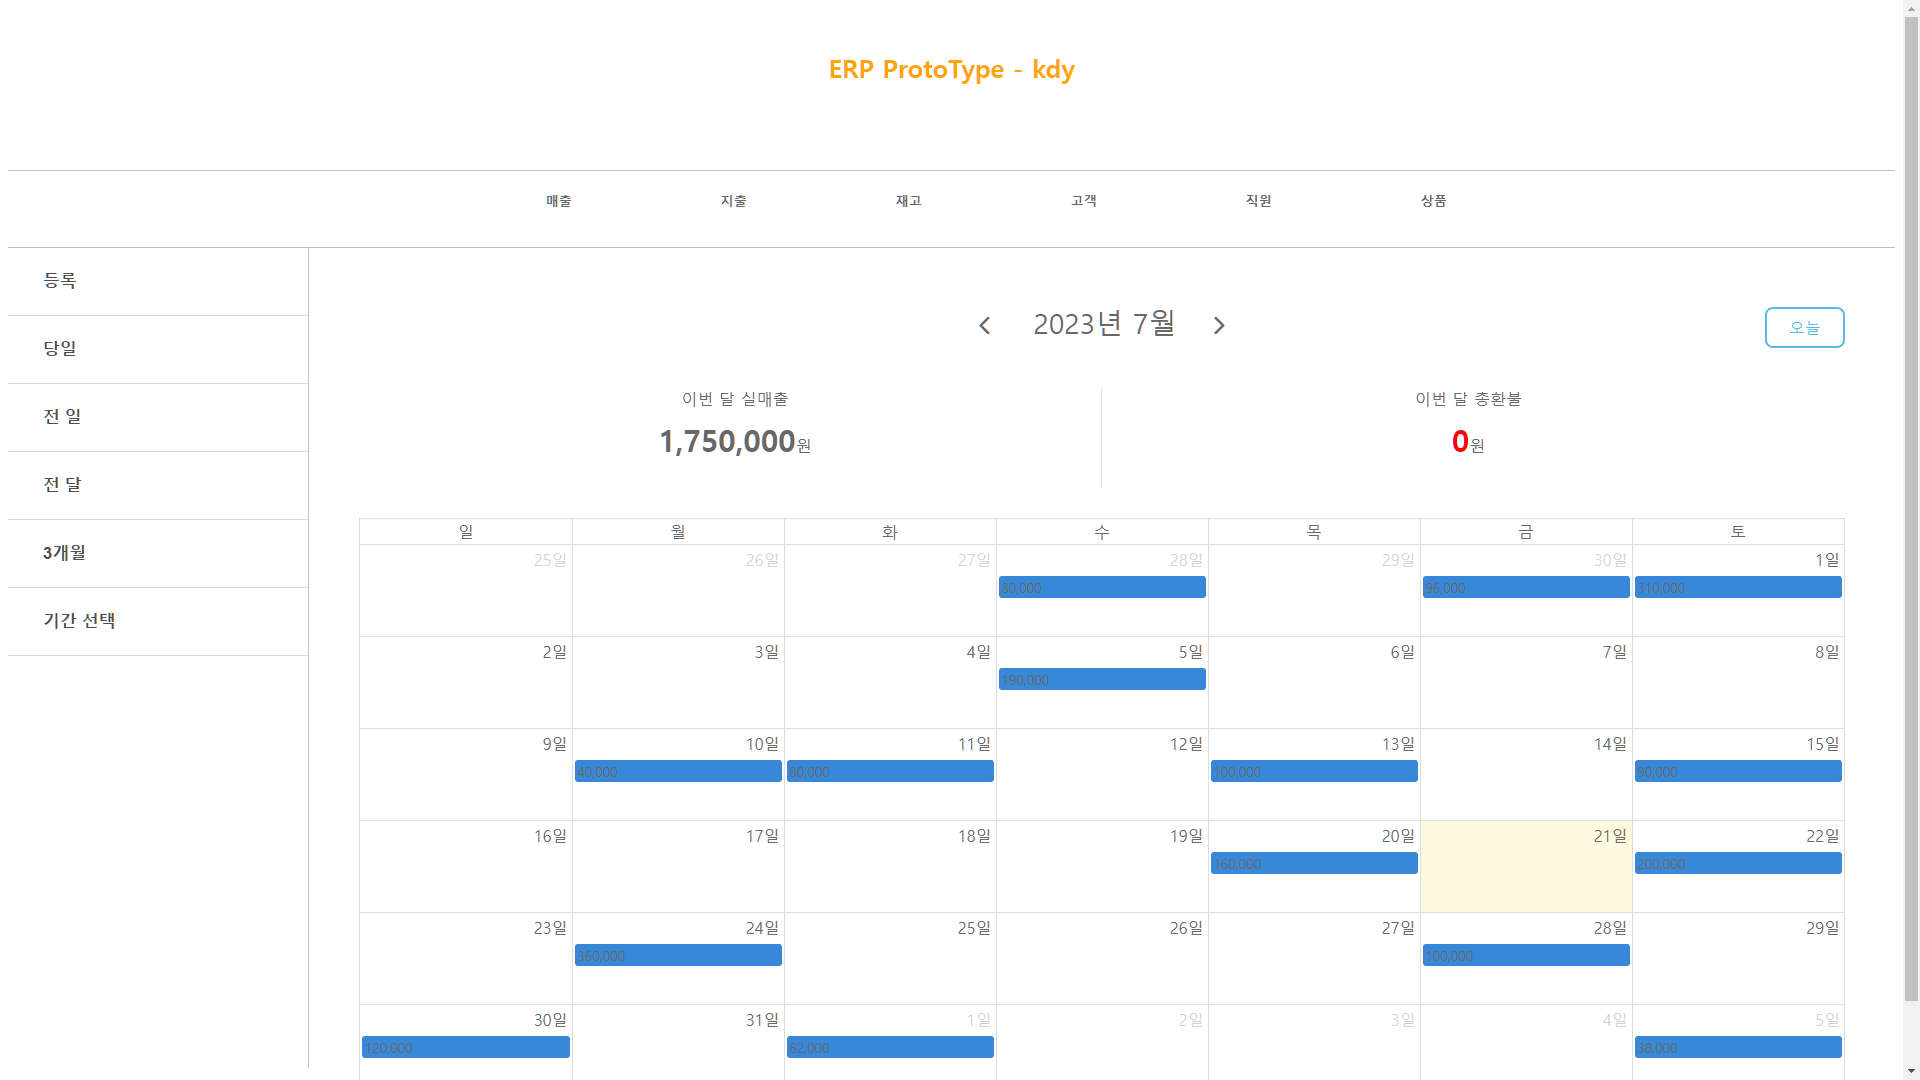 ERP ProtoType - kdy
매출 지출 재고 고객 직원 상품
등록
당일
전 일
전 달
3개월
기간 선택
2023년 7월
오늘
이번 달 실매출
1,750,000원
이번 달 총환불
0원
일 월 화 수 목 금 토
25일 26일 27일 28일 29일 30일 1일
80,000 96,000 310,000
2일 3일 4일 5일 6일 7일 8일
190,000
9일 10일 11일 12일 13일 14일 15일
40,000 80,000 100,000 90,000
16일 17일 18일 19일 20일 21일 22일
160,000 200,000
23일 24일 25일 26일 27일 28일 29일
360,000 100,000
30일 31일 1일 2일 3일 4일 5일
120,000 62,000 38,000